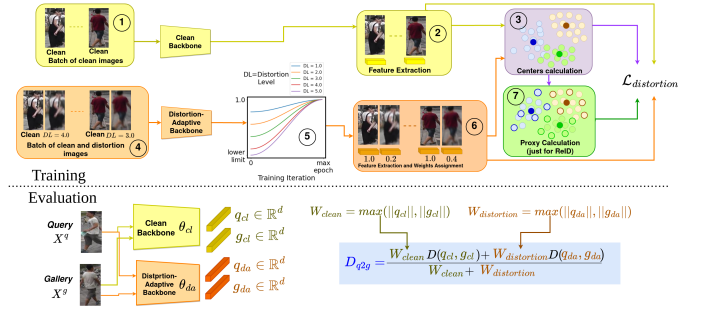 1
Clean
Clean
Batch of clean images
Clean
Backbone
2
Feature Extraction
3
Centers calculation
7
Proxy Calculation
(just for ReID)
ℒ_distortion
Clean DL = 4.0 Clean DL = 3.0
Batch of clean and distortion
images
4
Distortion-
Adaptive
Backbone
DL=Distortion
Level
DL = 1.0
DL = 2.0
DL = 3.0
DL = 4.0
DL = 5.0
1.0
lower
limit
0
max
epoch
Training Iteration
5
6
1.0 0.2 1.0 0.4
Feature Extraction and Weights Assignment
Training
Evaluation
Query
X^q
Gallery
X^g
Clean
Backbone θ_cl
Distprtion-
Adaptive
Backbone θ_da
q_cl ∈ ℝ^d
g_cl ∈ ℝ^d
q_da ∈ ℝ^d
g_da ∈ ℝ^d
W_clean = max(||q_cl||, ||g_cl||)
W_distortion = max(||q_da||, ||g_da||)
D_q2g = W_clean D(q_cl, g_cl) + W_distortion D(q_da, g_da)
W_clean + W_distortion